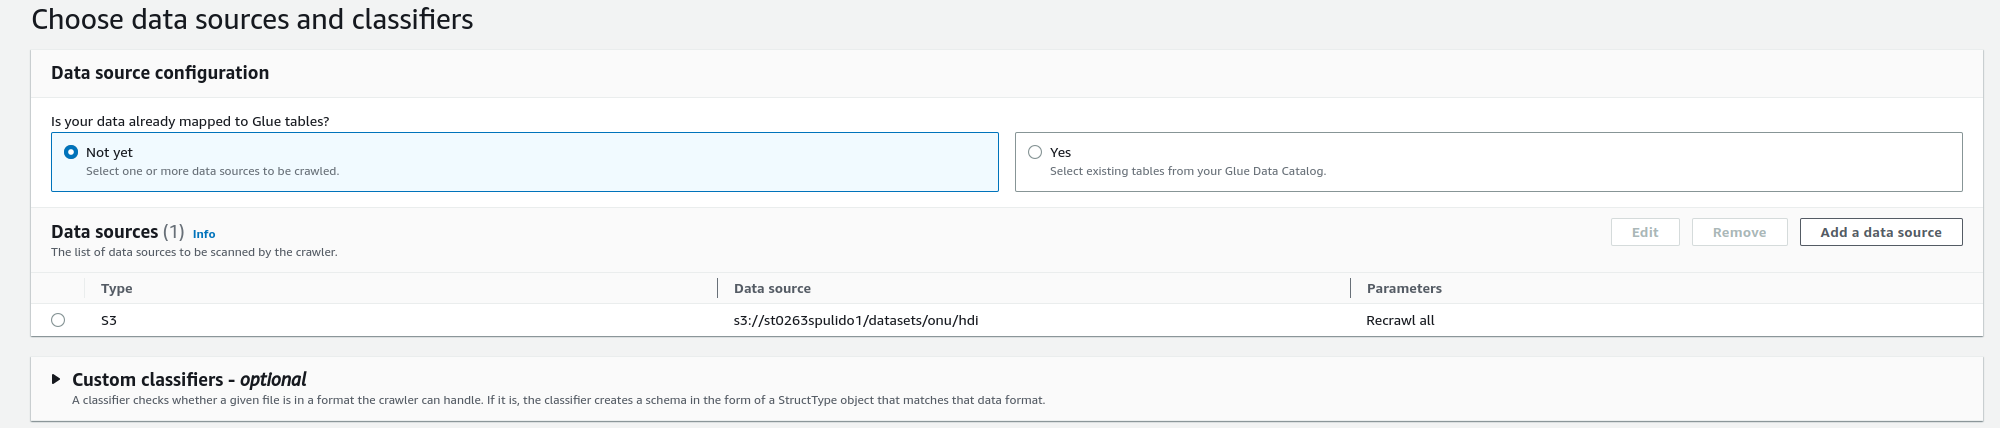 Choose data sources and classifiers
Data source configuration
Is your data already mapped to Glue tables?
Not yet
Select one or more data sources to be crawled.
Yes
Select existing tables from your Glue Data Catalog.
Data sources (1) Info
The list of data sources to be scanned by the crawler.
Edit Remove Add a data source
Type Data source Parameters
S3 s3://st0263spulido1/datasets/onu/hdi Recrawl all
Custom classifiers - optional
A classifier checks whether a given file is in a format the crawler can handle. If it is, the classifier creates a schema in the form of a StructType object that matches that data format.